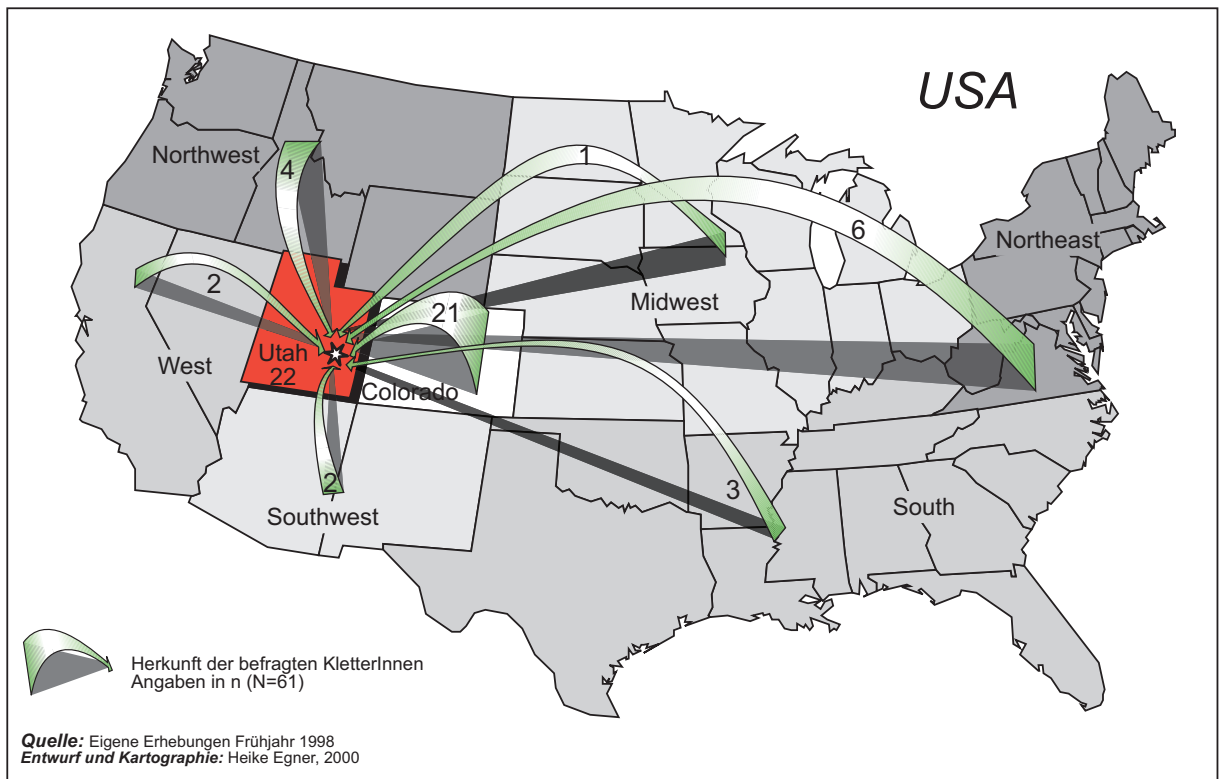 USA
Northwest
4
1
6
Northeast
2
21
Midwest
West
Utah
22
Colorado
2
3
South
Southwest
Herkunft der befragten KletterInnen
Angaben in n (N=61)
Quelle: Eigene Erhebungen Frühjahr 1998
Entwurf und Kartographie: Heike Egner, 2000